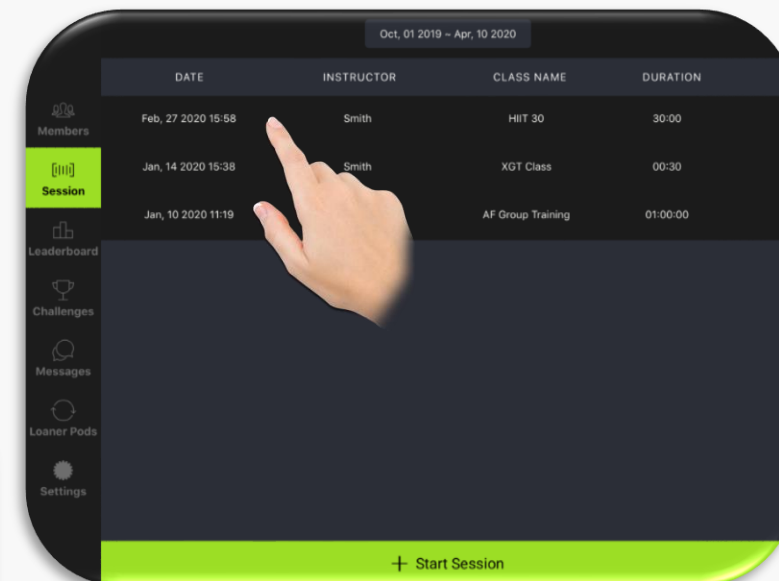 Oct, 01 2019 ~ Apr, 10 2020
DATE INSTRUCTOR CLASS NAME DURATION
Members
Feb, 27 2020 15:58 Smith HIIT 30 30:00
Session
Jan, 14 2020 15:38 Smith XGT Class 00:30
Jan, 10 2020 11:19 AF Group Training 01:00:00
Leaderboard
Challenges
Messages
Loaner Pods
Settings
+ Start Session